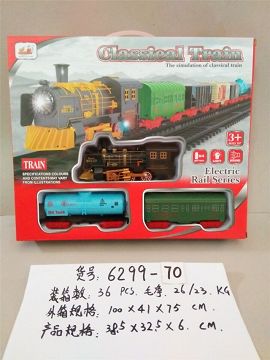 Classical Train
The simulation of classical train
3+
TRAIN
SPECIFICATIONS COLOURS
AND CONTENTS MAY VARY
FROM ILLUSTRATIONS
Electric
Rail Series
Oil Tank
货号: 6299-70
装箱数: 36 PCS. 毛净. 26/23. KG
外箱规格: 100×41×75 CM.
产品规格: 38.5×32.5×6. CM.